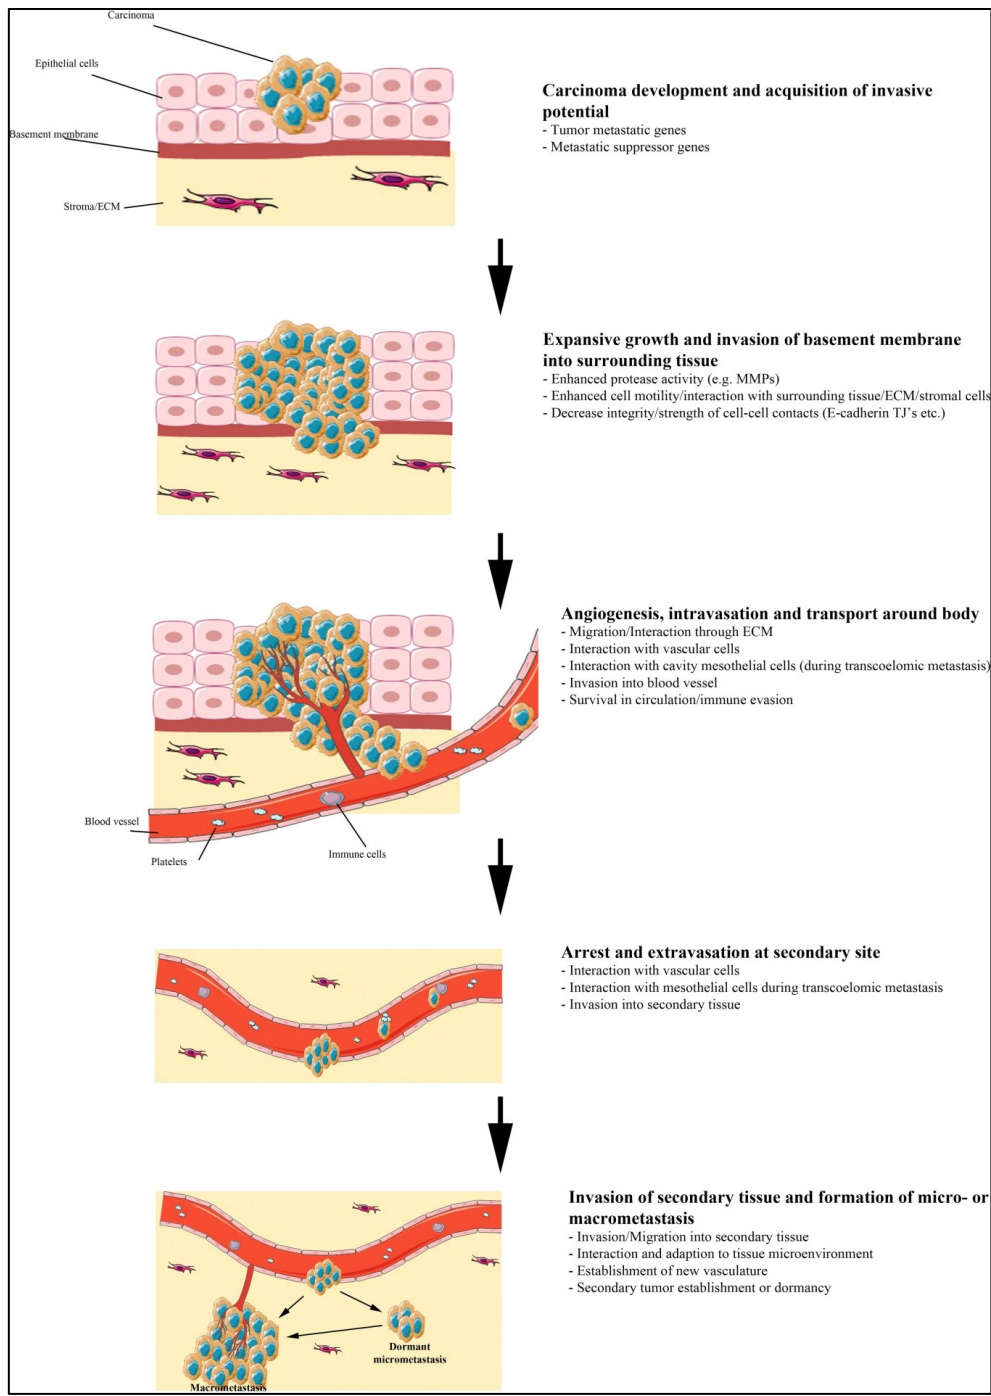 Carcinoma
Epithelial cells
Basement membrane
Stroma/ECM
Carcinoma development and acquisition of invasive
potential
- Tumor metastatic genes
- Metastatic suppressor genes
Expansive growth and invasion of basement membrane
into surrounding tissue
- Enhanced protease activity (e.g. MMPs)
- Enhanced cell motility/interaction with surrounding tissue/ECM/stromal cells
- Decrease integrity/strength of cell-cell contacts (E-cadherin TJ's etc.)
Angiogenesis, intravasation and transport around body
- Migration/Interaction through ECM
- Interaction with vascular cells
- Interaction with cavity mesothelial cells (during transcoelomic metastasis)
- Invasion into blood vessel
- Survival in circulation/immune evasion
Blood vessel
Platelets
Immune cells
Arrest and extravasation at secondary site
- Interaction with vascular cells
- Interaction with mesothelial cells during transcoelomic metastasis
- Invasion into secondary tissue
Invasion of secondary tissue and formation of micro- or
macrometastasis
- Invasion/Migration into secondary tissue
- Interaction and adaption to tissue microenvironment
- Establishment of new vasculature
- Secondary tumor establishment or dormancy
Dormant
micrometastasis
Macrometastasis